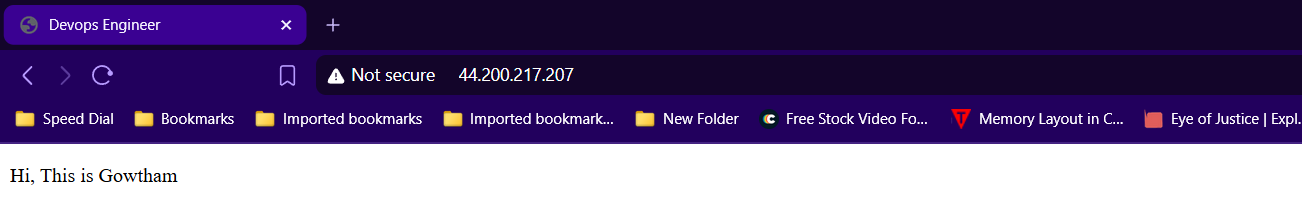 Devops Engineer
Not secure 44.200.217.207
Speed Dial Bookmarks Imported bookmarks Imported bookmark... New Folder Free Stock Video Fo... Memory Layout in C... Eye of Justice | Expl...
Hi, This is Gowtham